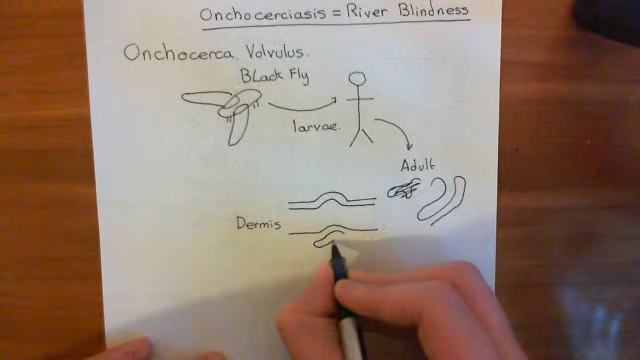 Onchocerciasis = River Blindness
Onchocerca Volvulus.
Black Fly
larvae.
Adult
Dermis